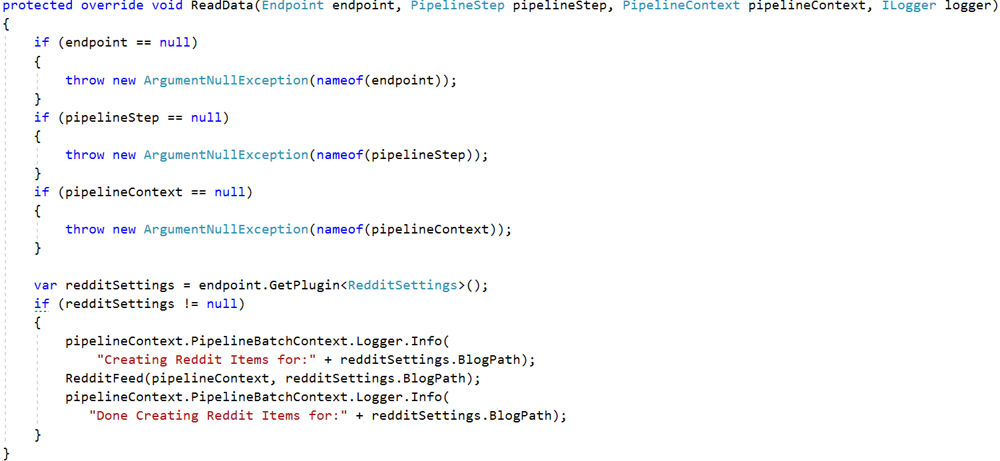 protected override void ReadData(Endpoint endpoint, PipelineStep pipelineStep, PipelineContext pipelineContext, ILogger logger)
{
    if (endpoint == null)
    {
        throw new ArgumentNullException(nameof(endpoint));
    }
    if (pipelineStep == null)
    {
        throw new ArgumentNullException(nameof(pipelineStep));
    }
    if (pipelineContext == null)
    {
        throw new ArgumentNullException(nameof(pipelineContext));
    }

    var redditSettings = endpoint.GetPlugin<RedditSettings>();
    if (redditSettings != null)
    {
        pipelineContext.PipelineBatchContext.Logger.Info(
            "Creating Reddit Items for:" + redditSettings.BlogPath);
        RedditFeed(pipelineContext, redditSettings.BlogPath);
        pipelineContext.PipelineBatchContext.Logger.Info(
           "Done Creating Reddit Items for:" + redditSettings.BlogPath);
    }
}